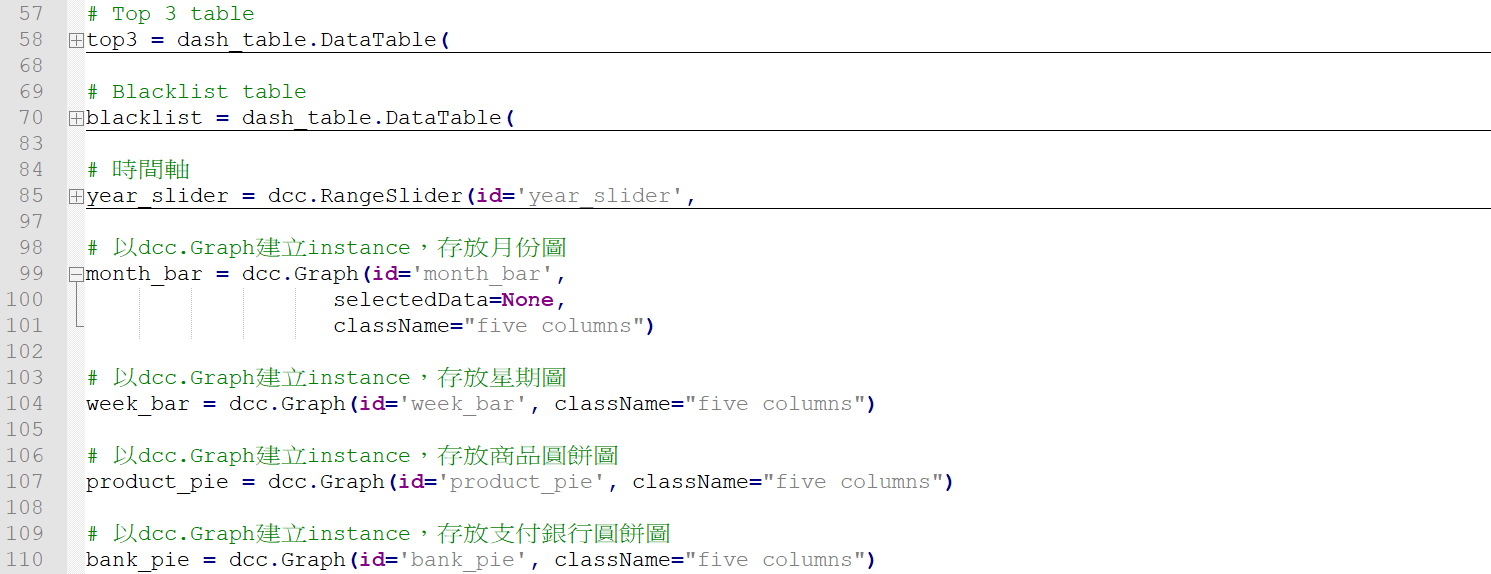 57 # Top 3 table
58 top3 = dash_table.DataTable(
68
69 # Blacklist table
70 blacklist = dash_table.DataTable(
83
84 # 時間軸
85 year_slider = dcc.RangeSlider(id='year_slider',
97
98 # 以dcc.Graph建立instance，存放月份圖
99 month_bar = dcc.Graph(id='month_bar',
100 selectedData=None,
101 className="five columns")
102
103 # 以dcc.Graph建立instance，存放星期圖
104 week_bar = dcc.Graph(id='week_bar', className="five columns")
105
106 # 以dcc.Graph建立instance，存放商品圓餅圖
107 product_pie = dcc.Graph(id='product_pie', className="five columns")
108
109 # 以dcc.Graph建立instance，存放支付銀行圓餅圖
110 bank_pie = dcc.Graph(id='bank_pie', className="five columns")